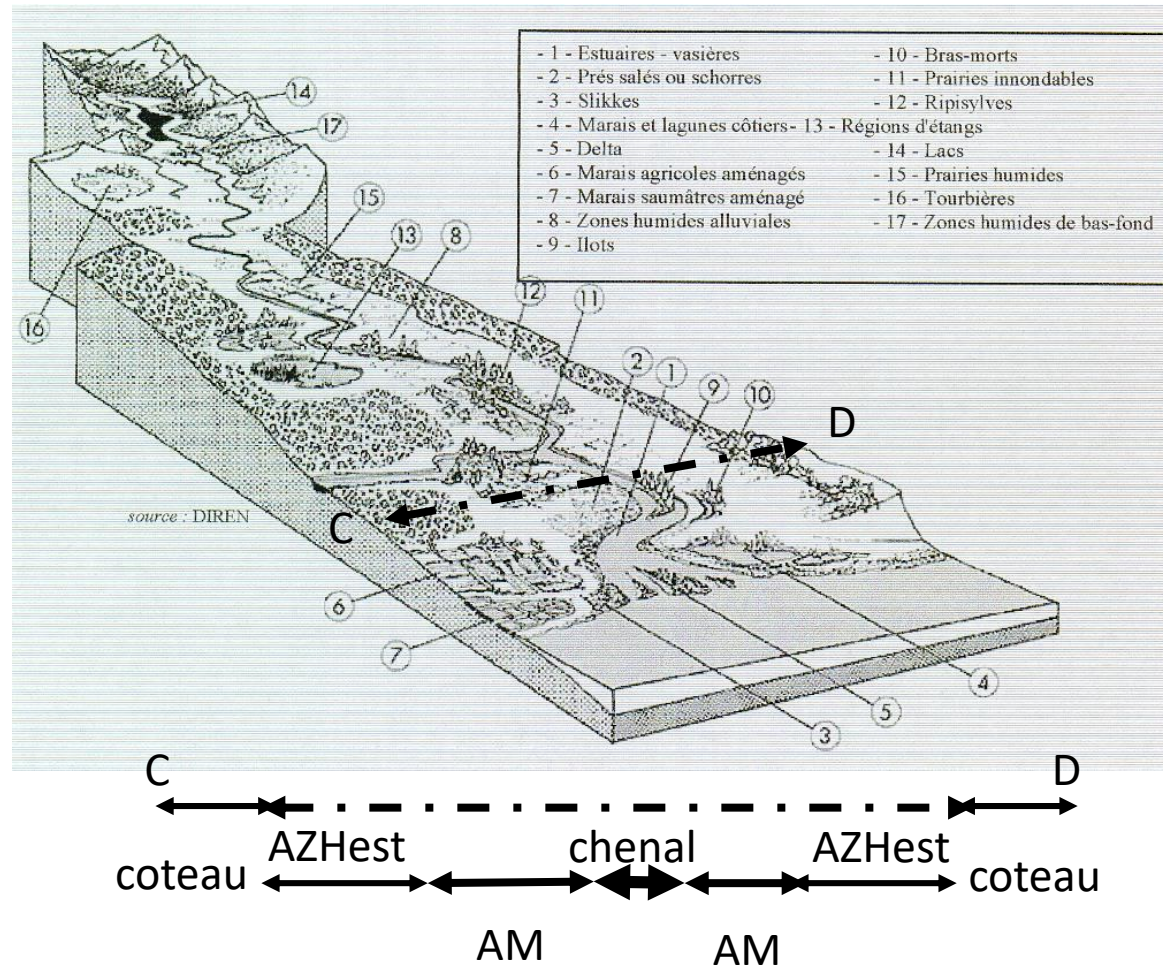 - 1 - Estuaires - vasières - 10 - Bras-morts
- 2 - Prés salés ou schorres - 11 - Prairies innondables
- 3 - Slikkes - 12 - Ripisylves
- 4 - Marais et lagunes côtiers - 13 - Régions d'étangs
- 5 - Delta - 14 - Lacs
- 6 - Marais agricoles aménagés - 15 - Prairies humides
- 7 - Marais saumâtres aménagé - 16 - Tourbières
- 8 - Zones humides alluviales - 17 - Zones humides de bas-fond
- 9 - Ilots
14
17
15
13
8
16
12
11
2
1
9
10
D
source : DIREN
C
6
7
4
5
3
C D
AZHest chenal AZHest
coteau coteau
AM AM